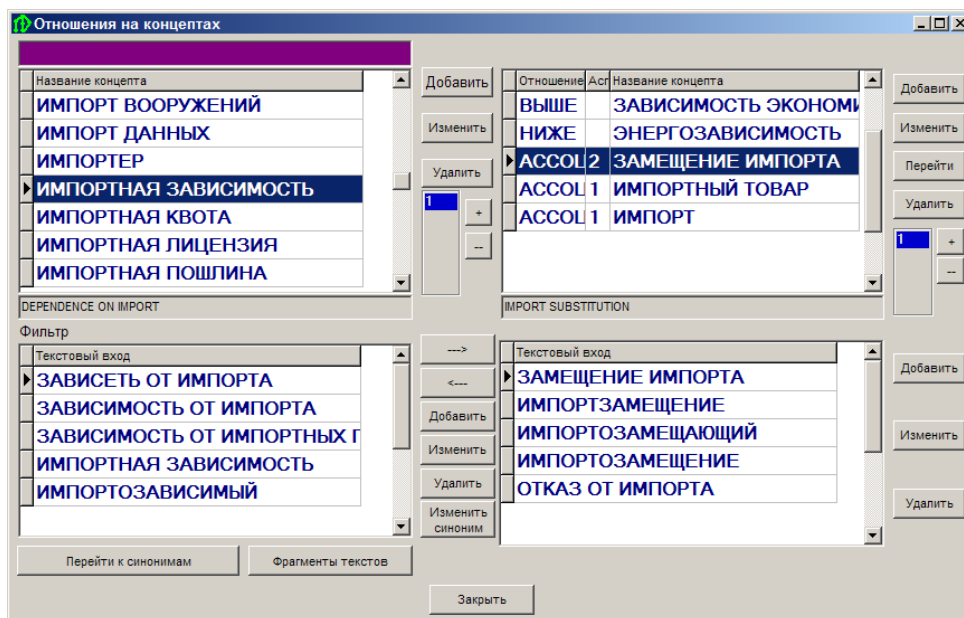 Отношения на концептах
Название концепта
ИМПОРТ ВООРУЖЕНИЙ
ИМПОРТ ДАННЫХ
ИМПОРТЕР
ИМПОРТНАЯ ЗАВИСИМОСТЬ
ИМПОРТНАЯ КВОТА
ИМПОРТНАЯ ЛИЦЕНЗИЯ
ИМПОРТНАЯ ПОШЛИНА
DEPENDENCE ON IMPORT
Добавить
Изменить
Удалить
1
+
--
Отношение Асп Название концепта
ВЫШЕ ЗАВИСИМОСТЬ ЭКОНОМИ
НИЖЕ ЭНЕРГОЗАВИСИМОСТЬ
АССОЦ 2 ЗАМЕЩЕНИЕ ИМПОРТА
АССОЦ 1 ИМПОРТНЫЙ ТОВАР
АССОЦ 1 ИМПОРТ
IMPORT SUBSTITUTION
Добавить
Изменить
Перейти
Удалить
1
+
--
Фильтр
Текстовый вход
ЗАВИСЕТЬ ОТ ИМПОРТА
ЗАВИСИМОСТЬ ОТ ИМПОРТА
ЗАВИСИМОСТЬ ОТ ИМПОРТНЫХ П
ИМПОРТНАЯ ЗАВИСИМОСТЬ
ИМПОРТОЗАВИСИМЫЙ
--->
<---
Добавить
Изменить
Удалить
Изменить
синоним
Текстовый вход
ЗАМЕЩЕНИЕ ИМПОРТА
ИМПОРТЗАМЕЩЕНИЕ
ИМПОРТОЗАМЕЩАЮЩИЙ
ИМПОРТОЗАМЕЩЕНИЕ
ОТКАЗ ОТ ИМПОРТА
Добавить
Изменить
Удалить
Перейти к синонимам
Фрагменты текстов
Закрыть